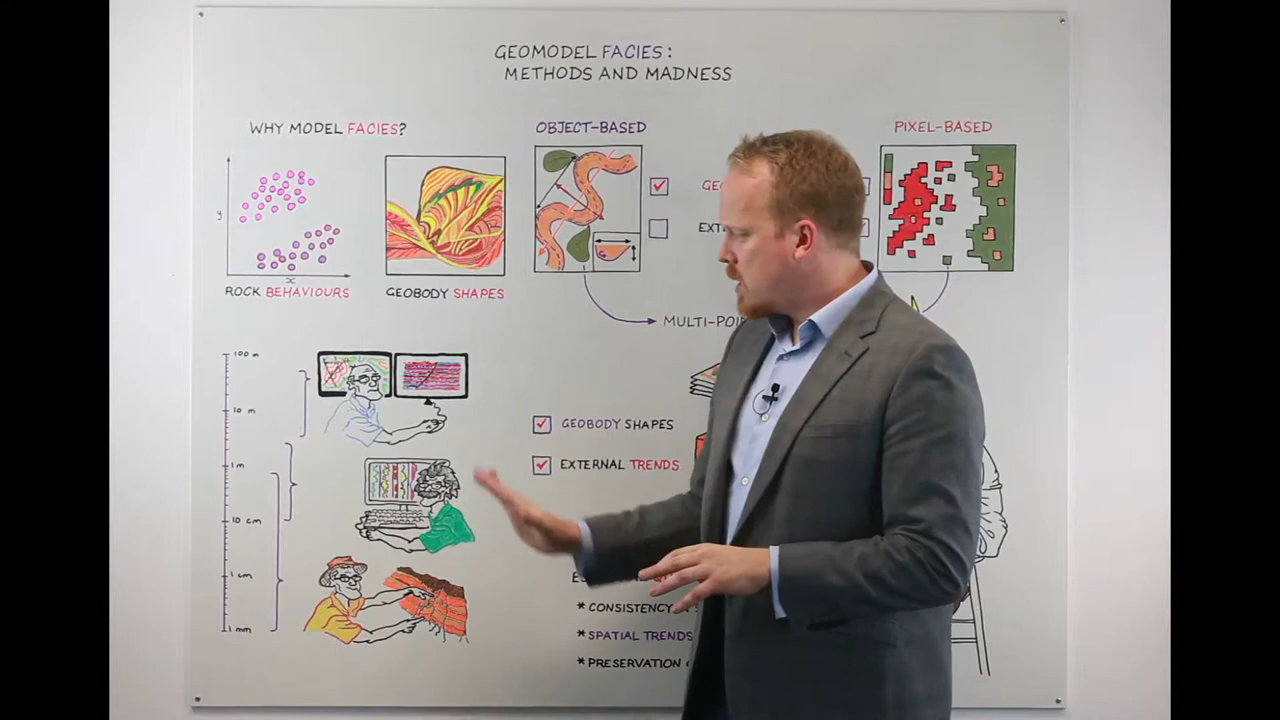 GEOMODEL FACIES:
METHODS AND MADNESS
WHY MODEL FACIES?
OBJECT-BASED
PIXEL-BASED
y
x
ROCK BEHAVIOURS
GEOBODY SHAPES
MULTI-POI
100 m
10 m
1 m
10 cm
1 cm
1 mm
GEOBODY SHAPES
EXTERNAL TRENDS
* CONSISTENCY
* SPATIAL TRENDS
* PRESERVATION